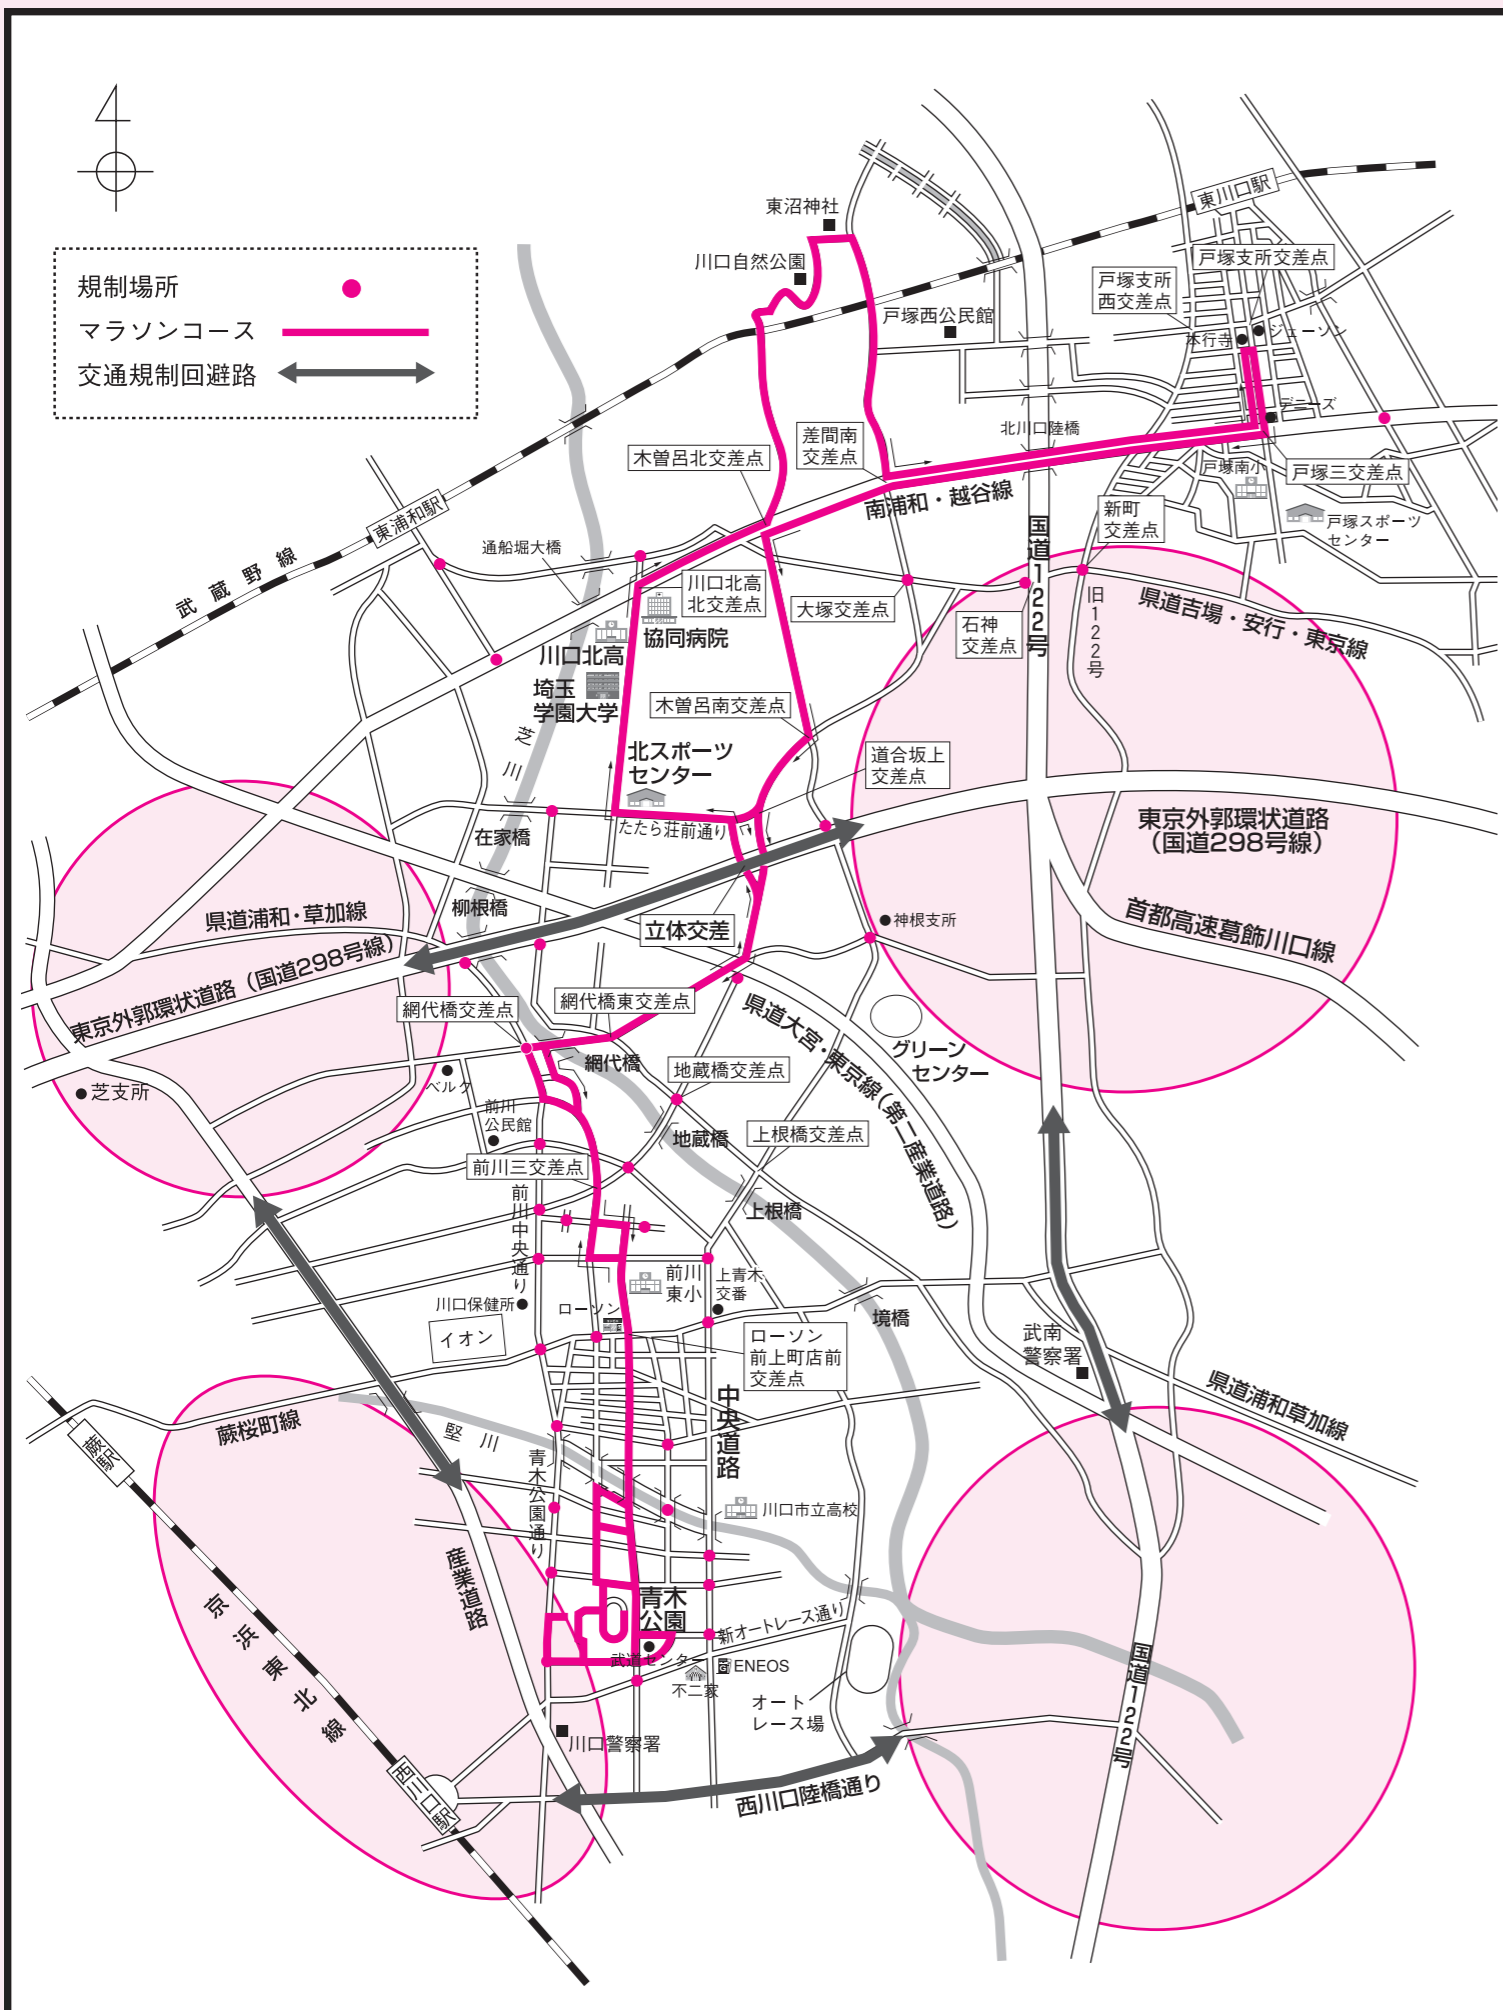 規制場所
マラソンコース
交通規制回避路
東沼神社
川口自然公園
東川口駅
戸塚支所交差点
戸塚支所
西交差点
戸塚西公民館
本行寺
ジェーソン
デニーズ
北川口陸橋
差間南
交差点
木曽呂北交差点
戸塚南小
戸塚三交差点
南浦和・越谷線
新町
交差点
戸塚スポーツ
センター
国道122号
東浦和駅
武蔵野線
通船堀大橋
川口北高
北交差点
大塚交差点
石神
交差点
旧122号
県道吉場・安行・東京線
協同病院
川口北高
埼玉
学園大学
木曽呂南交差点
芝川
北スポーツ
センター
道合坂上
交差点
東京外郭環状道路
(国道298号線)
たたら荘前通り
在家橋
柳根橋
県道浦和・草加線
立体交差
神根支所
首都高速葛飾川口線
東京外郭環状道路(国道298号線)
網代橋交差点
網代橋東交差点
県道大宮・東京線(第二産業道路)
グリーン
センター
網代橋
地蔵橋交差点
芝支所
ベルク
前川
公民館
地蔵橋
上根橋交差点
前川三交差点
前川中央通り
上根橋
前川
東小
上青木
交番
川口保健所
ローソン
イオン
境橋
ローソン
前上町店前
交差点
武南
警察署
県道浦和草加線
中央道路
蕨桜町線
蕨駅
堅川
青木公園通り
川口市立高校
産業道路
青木
公園
新オートレース通り
京浜東北線
武道センター
ENEOS
不二家
オート
レース場
国道122号
川口警察署
西川口駅
西川口陸橋通り